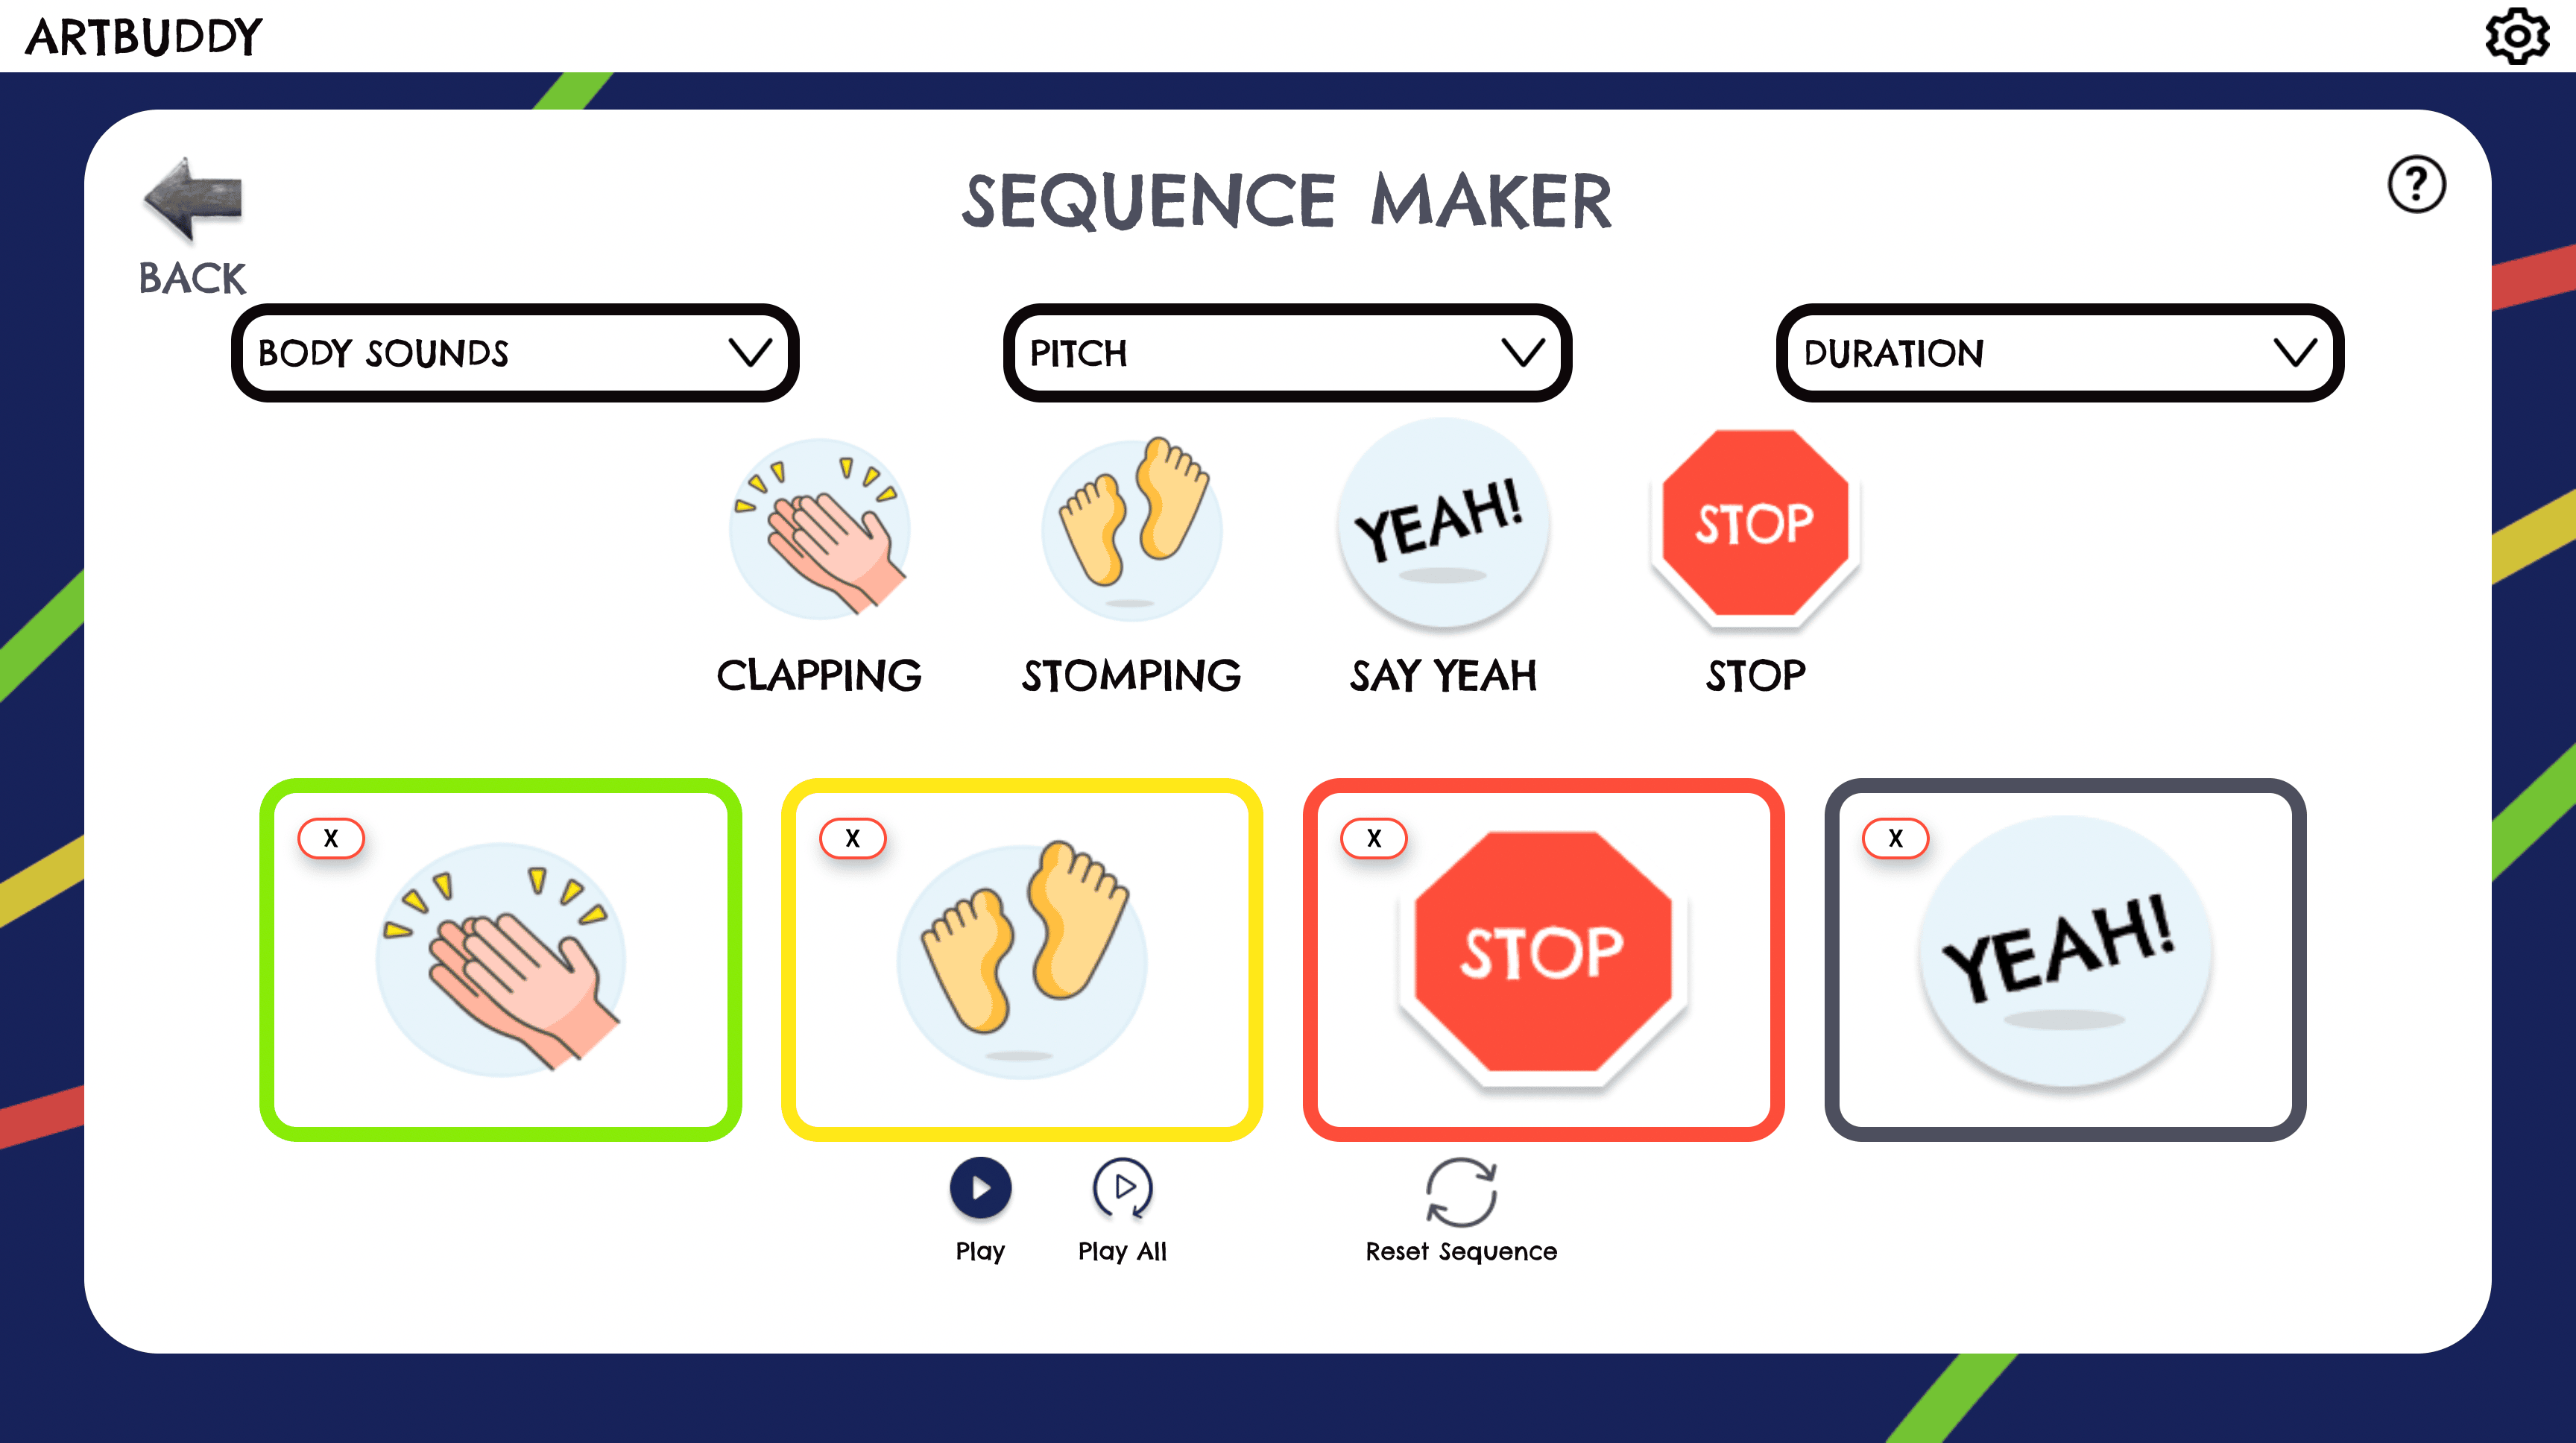 ARTBUDDY
SEQUENCE MAKER
?
BACK
BODY SOUNDS
PITCH
DURATION
YEAH!
STOP
CLAPPING
STOMPING
SAY YEAH
STOP
X
X
X
X
STOP
YEAH!
Play
Play All
Reset Sequence